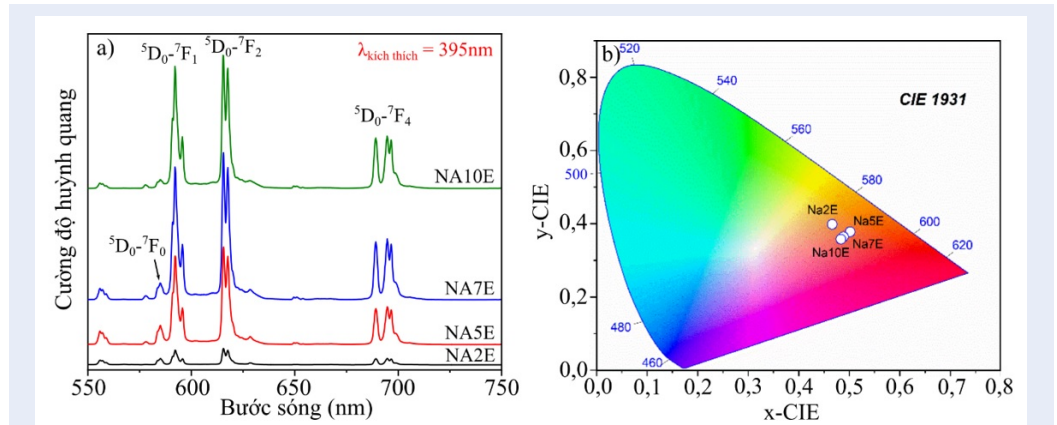 a)
λkích thích = 395nm
⁵D₀-⁷F₁
⁵D₀-⁷F₂
⁵D₀-⁷F₄
⁵D₀-⁷F₀
NA10E
NA7E
NA5E
NA2E
Cường độ huỳnh quang
550 600 650 700 750
Bước sóng (nm)
b)
CIE 1931
520
540
560
580
600
620
500
480
460
Na2E
Na5E
Na7E
Na10E
y-CIE
0,8
0,6
0,4
0,2
0,0
0,0 0,1 0,2 0,3 0,4 0,5 0,6 0,7 0,8
x-CIE